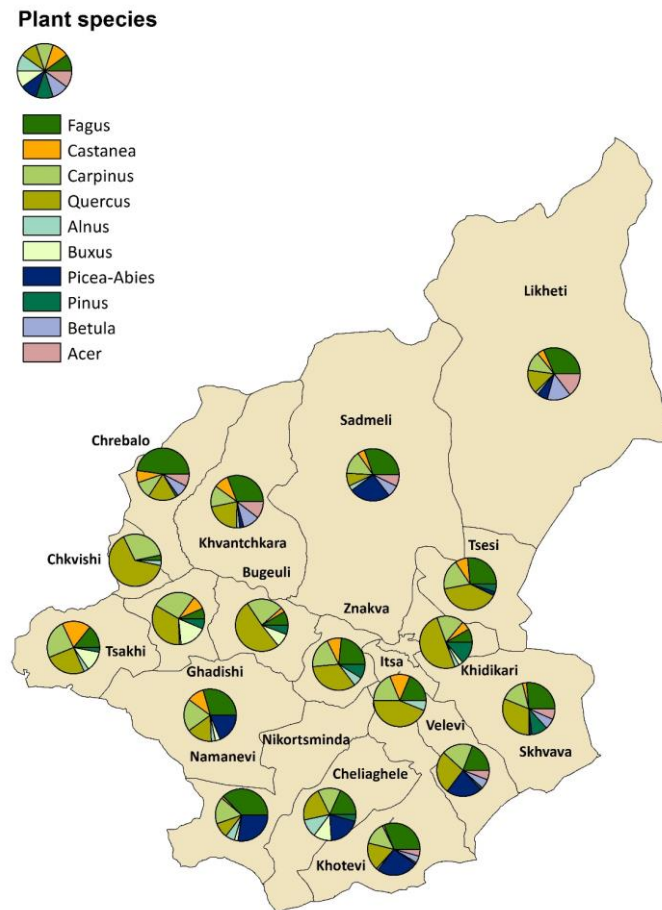 Plant species
Fagus
Castanea
Carpinus
Quercus
Alnus
Buxus
Picea-Abies
Pinus
Betula
Acer
Likheti
Sadmeli
Chrebalo
Khvantchkara
Tsesi
Chkvishi
Bugeuli
Znakva
Tsakhi
Itsa
Khidikari
Ghadishi
Velevi
Skhvava
Nikortsminda
Namanevi
Cheliaghele
Khotevi